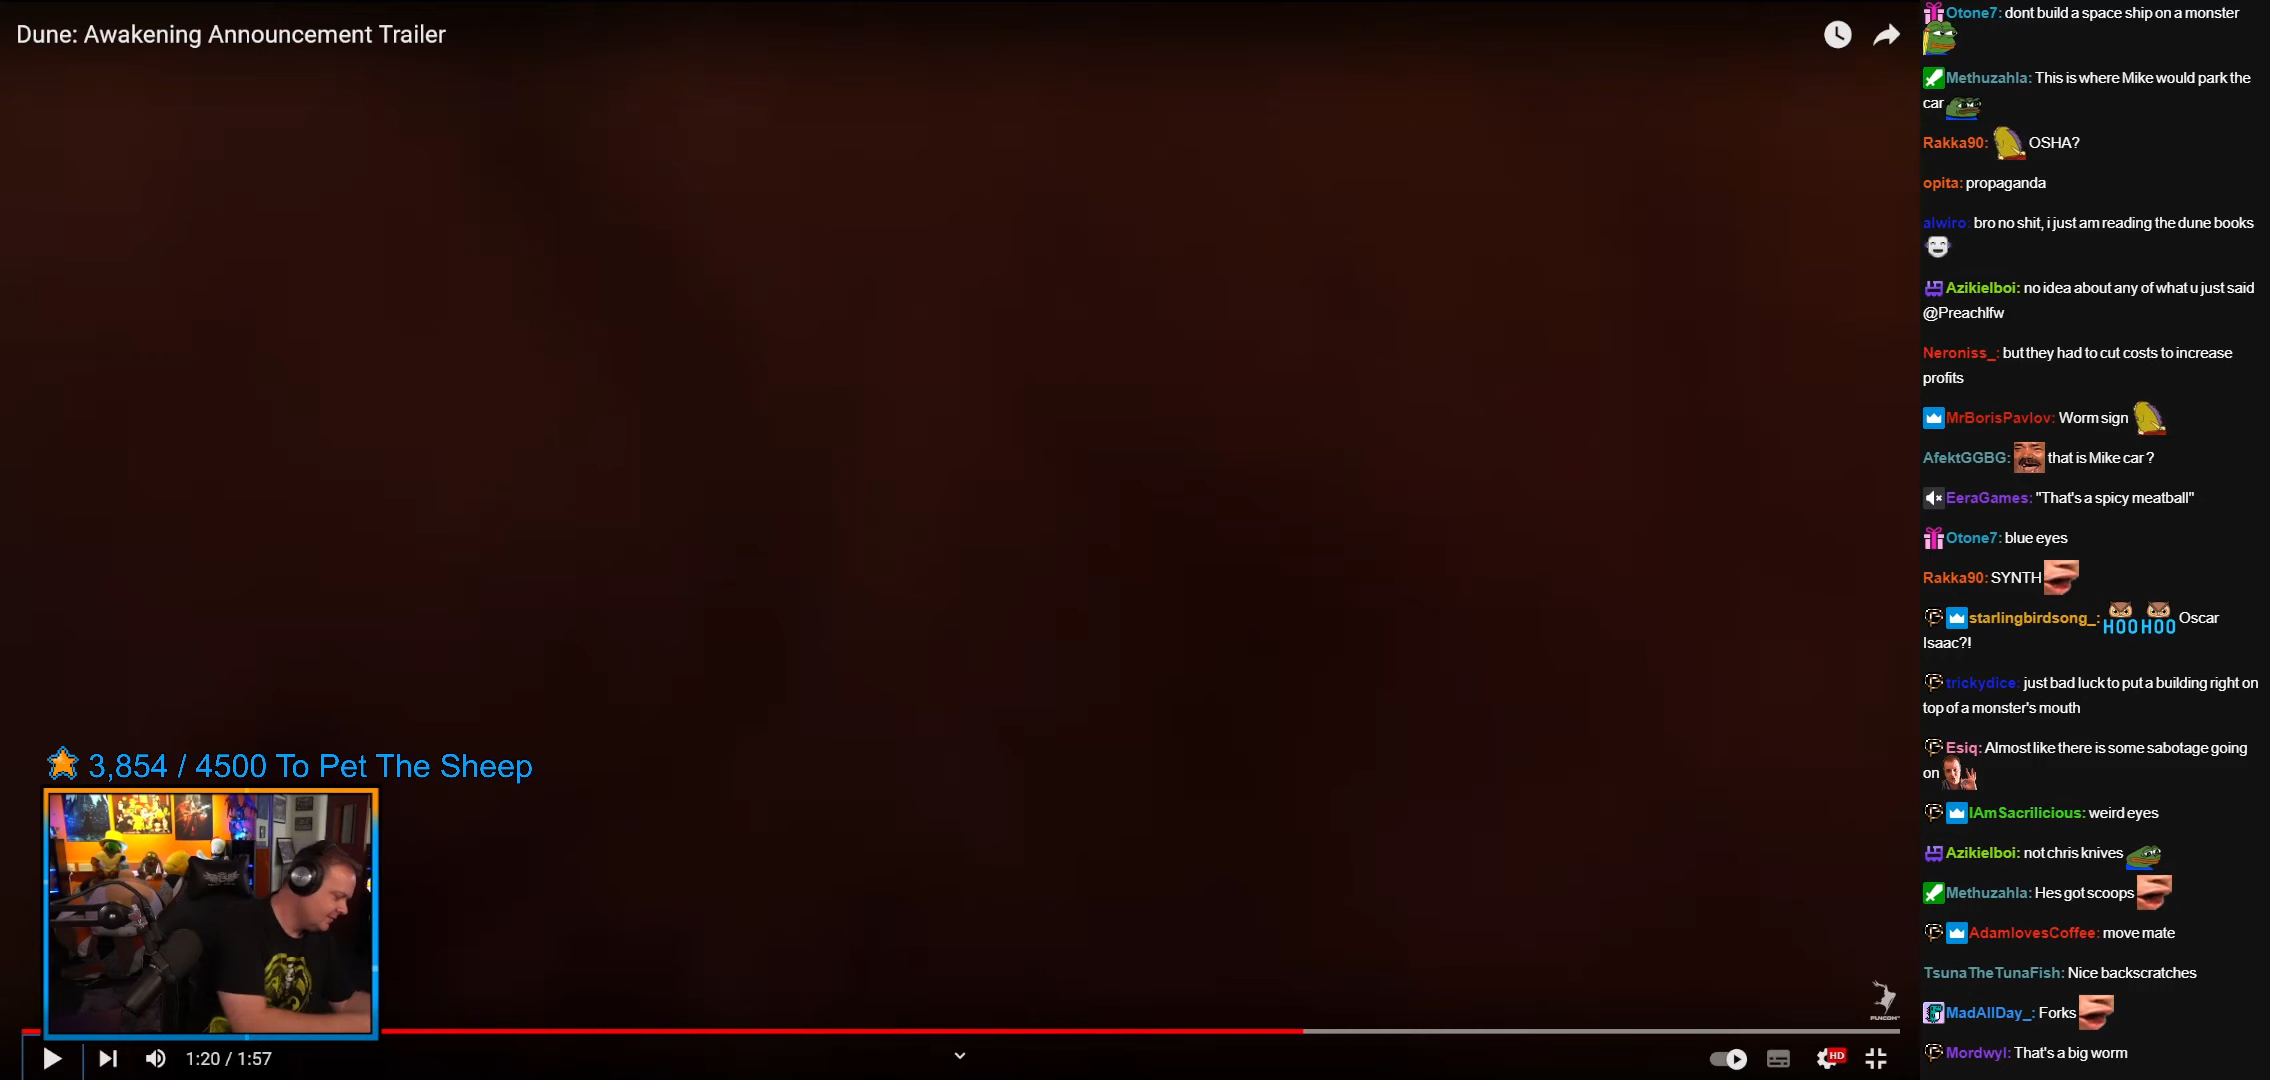 Dune: Awakening Announcement Trailer
3,854 / 4500 To Pet The Sheep
1:20 / 1:57
HD
FUNCOM
Otone7: dont build a space ship on a monster
Methuzahla: This is where Mike would park the
car
Rakka90: OSHA?
opita: propaganda
alwiro: bro no shit, i just am reading the dune books
Azikielboi: no idea about any of what u just said
@Preachlfw
Neroniss_: but they had to cut costs to increase
profits
MrBorisPavlov: Worm sign
AfektGGBG: that is Mike car ?
EeraGames: "That's a spicy meatball"
Otone7: blue eyes
Rakka90: SYNTH
starlingbirdsong_: HOO HOO Oscar
Isaac?!
trickydice: just bad luck to put a building right on
top of a monster's mouth
Esiq: Almost like there is some sabotage going
on
IAmSacrilicious: weird eyes
Azikielboi: not chris knives
Methuzahla: Hes got scoops
AdamlovesCoffee: move mate
TsunaTheTunaFish: Nice backscratches
MadAllDay_: Forks
Mordwyl: That's a big worm